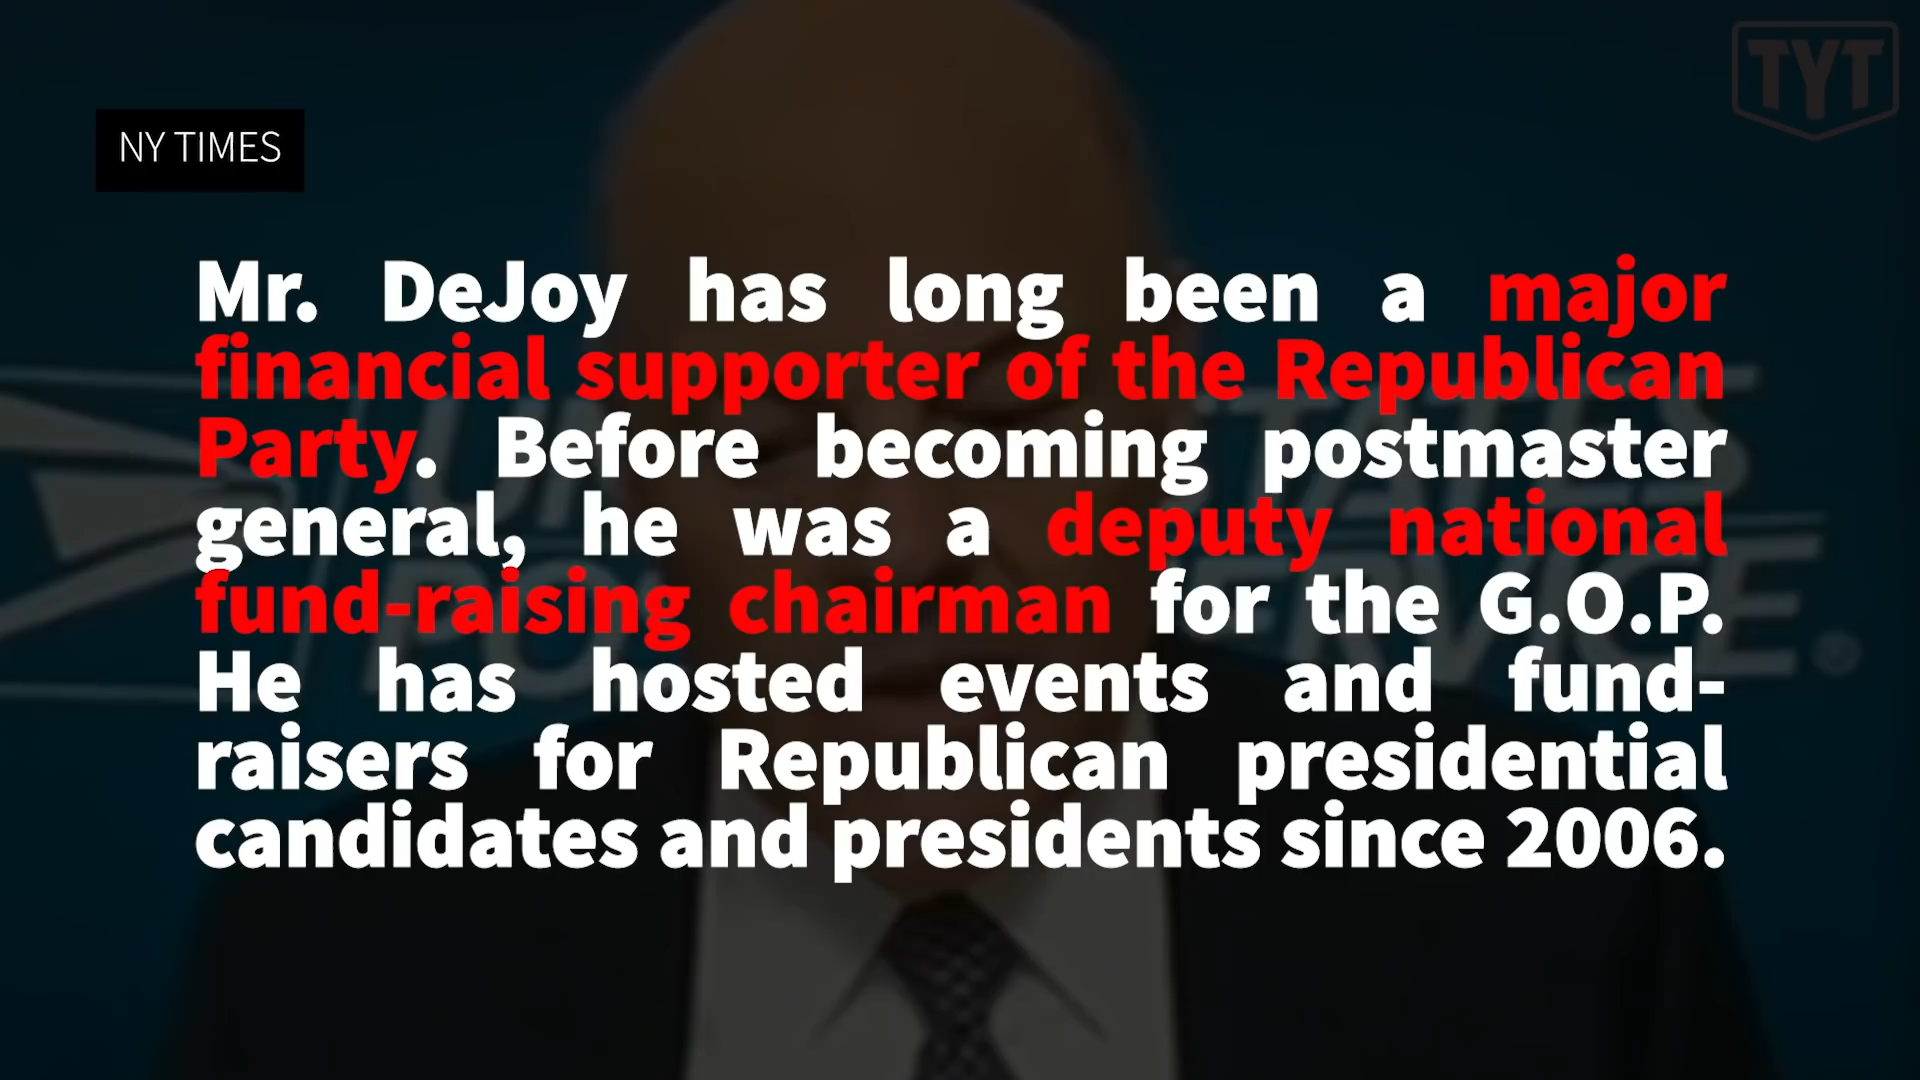 TYT
NY TIMES
Mr. DeJoy has long been a major
financial supporter of the Republican
Party. Before becoming postmaster
general, he was a deputy national
fund-raising chairman for the G.O.P.
He has hosted events and fund-
raisers for Republican presidential
candidates and presidents since 2006.